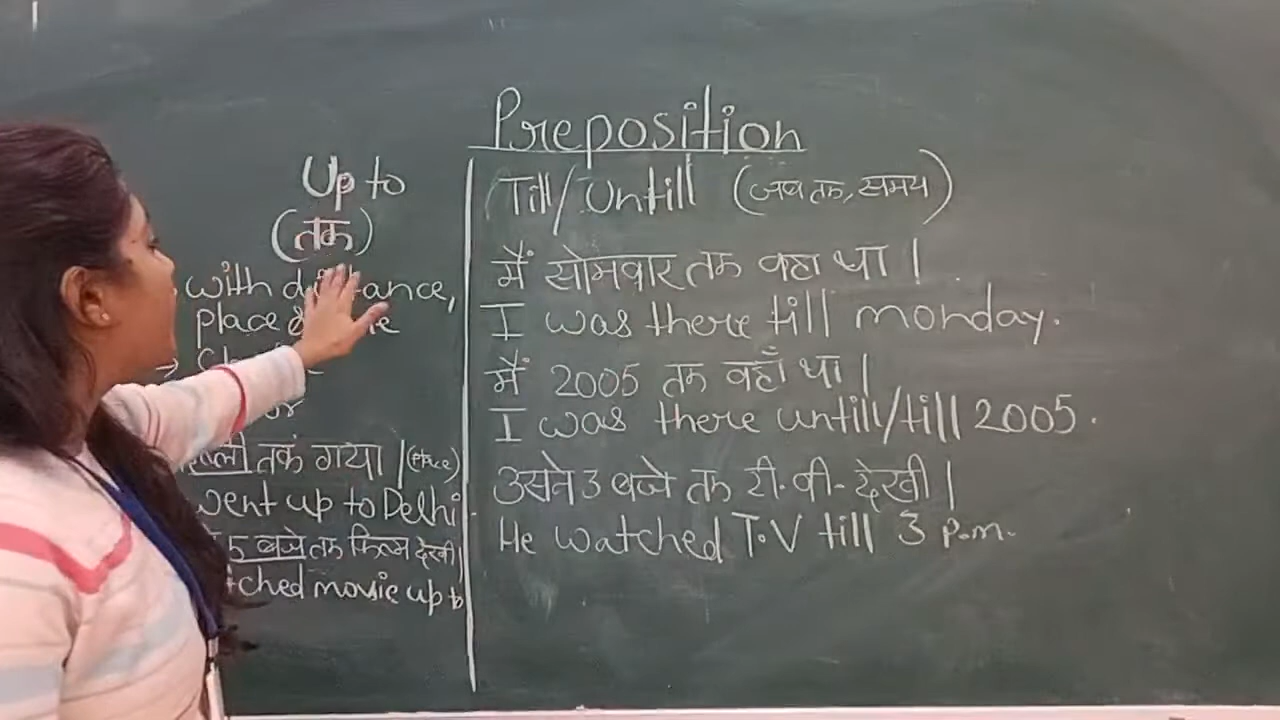 Preposition
Up to
(तक)
with distance,
place &
→
or
तक गया | (Place)
went up to Delhi
5 बजे तक फिल्म देखी|
tched movie up to
Till/Untill (जब तक, समय)
मैं सोमवार तक वहा था |
I was there till monday.
मैं 2005 तक वहाँ था |
I was there untill/till 2005.
उसने 3 बजे तक टी.वी. देखी |
He watched T.V till 3 p.m.